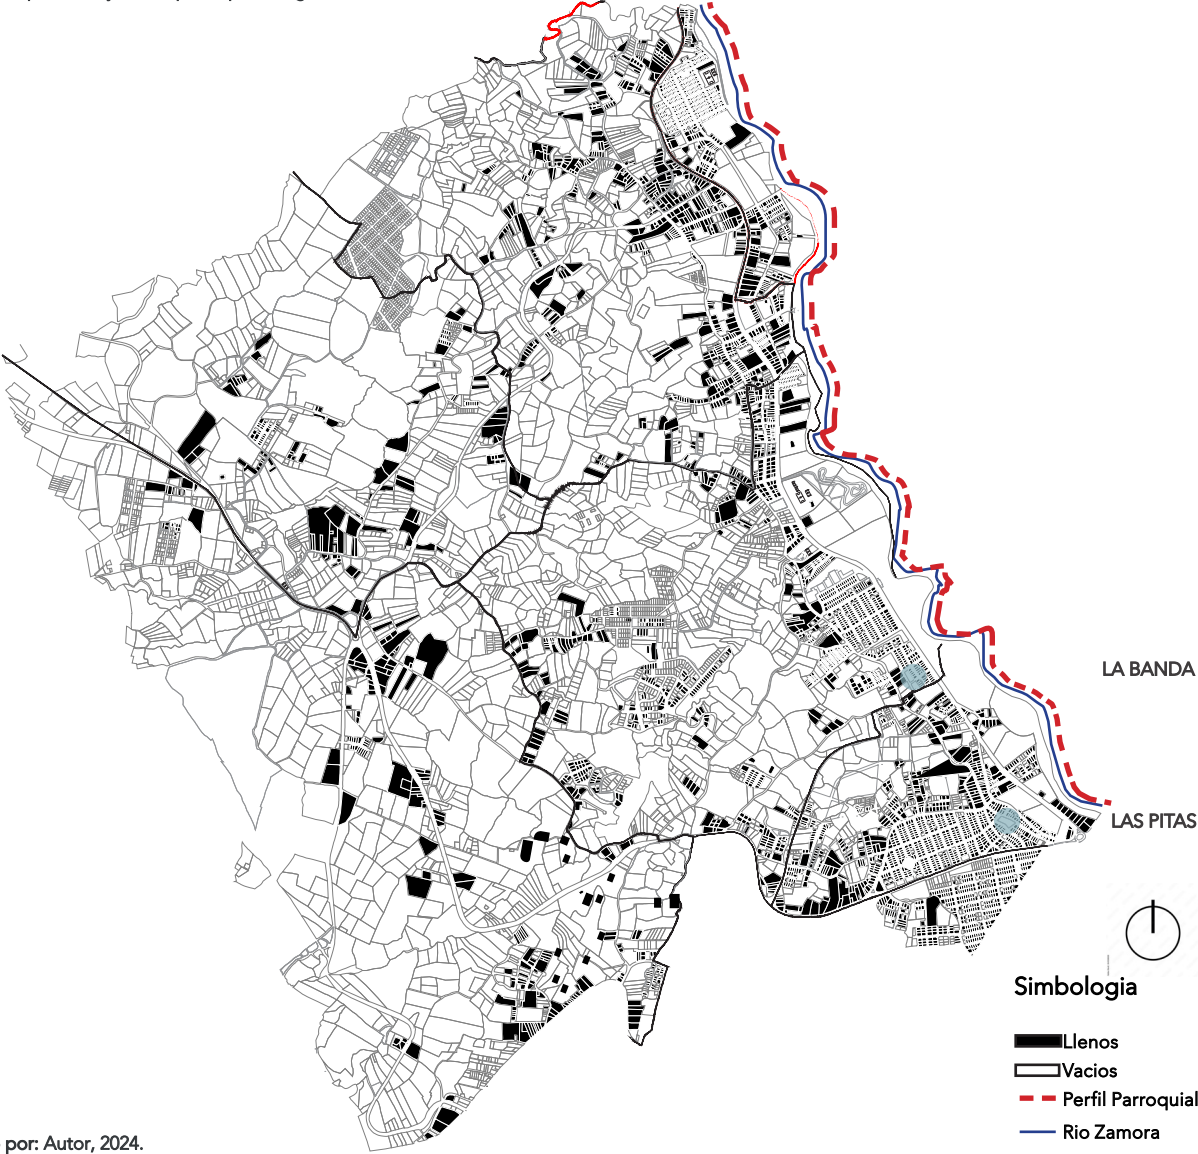 LA BANDA
LAS PITAS
Simbologia
Llenos
Vacios
Perfil Parroquial
Rio Zamora
por: Autor, 2024.